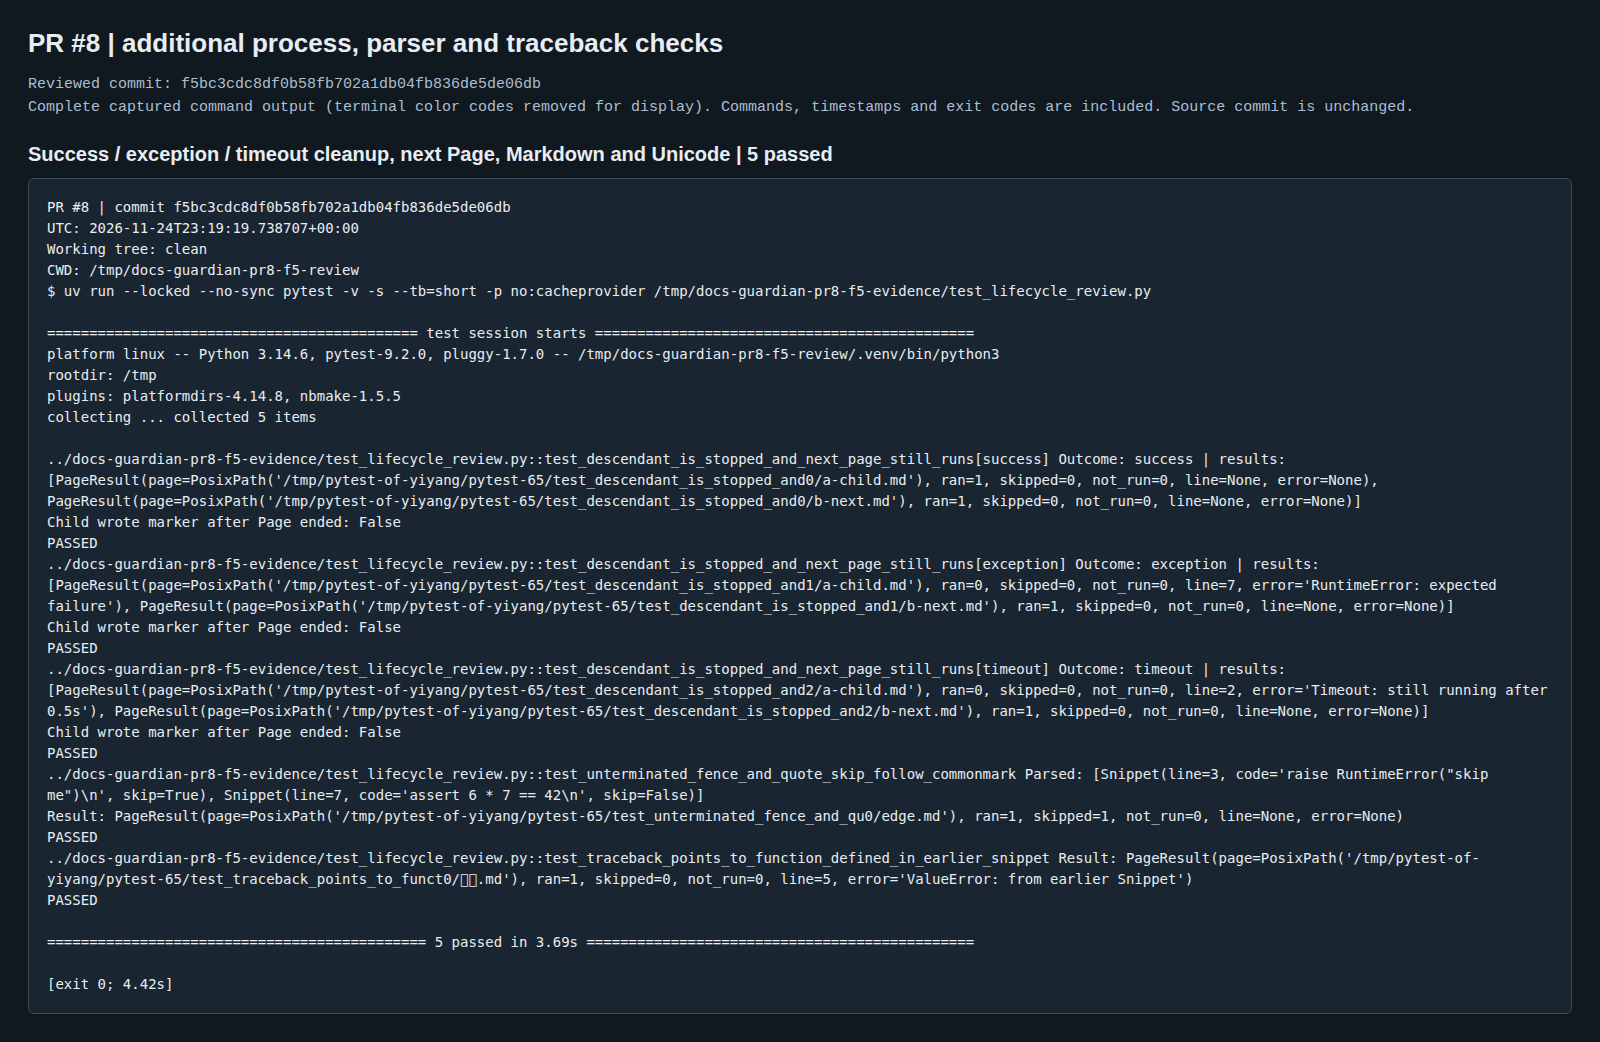 PR #8 | additional process, parser and traceback checks
Reviewed commit: f5bc3cdc8df0b58fb702a1db04fb836de5de06db
Complete captured command output (terminal color codes removed for display). Commands, timestamps and exit codes are included. Source commit is unchanged.
Success / exception / timeout cleanup, next Page, Markdown and Unicode | 5 passed
PR #8 | commit f5bc3cdc8df0b58fb702a1db04fb836de5de06db
UTC: 2026-11-24T23:19:19.738707+00:00
Working tree: clean
CWD: /tmp/docs-guardian-pr8-f5-review
$ uv run --locked --no-sync pytest -v -s --tb=short -p no:cacheprovider /tmp/docs-guardian-pr8-f5-evidence/test_lifecycle_review.py
============================================ test session starts =============================================
platform linux -- Python 3.14.6, pytest-9.2.0, pluggy-1.7.0 -- /tmp/docs-guardian-pr8-f5-review/.venv/bin/python3
rootdir: /tmp
plugins: platformdirs-4.14.8, nbmake-1.5.5
collecting ... collected 5 items
../docs-guardian-pr8-f5-evidence/test_lifecycle_review.py::test_descendant_is_stopped_and_next_page_still_runs[success] Outcome: success | results:
[PageResult(page=PosixPath('/tmp/pytest-of-yiyang/pytest-65/test_descendant_is_stopped_and0/a-child.md'), ran=1, skipped=0, not_run=0, line=None, error=None),
PageResult(page=PosixPath('/tmp/pytest-of-yiyang/pytest-65/test_descendant_is_stopped_and0/b-next.md'), ran=1, skipped=0, not_run=0, line=None, error=None)]
Child wrote marker after Page ended: False
PASSED
../docs-guardian-pr8-f5-evidence/test_lifecycle_review.py::test_descendant_is_stopped_and_next_page_still_runs[exception] Outcome: exception | results:
[PageResult(page=PosixPath('/tmp/pytest-of-yiyang/pytest-65/test_descendant_is_stopped_and1/a-child.md'), ran=0, skipped=0, not_run=0, line=7, error='RuntimeError: expected
failure'), PageResult(page=PosixPath('/tmp/pytest-of-yiyang/pytest-65/test_descendant_is_stopped_and1/b-next.md'), ran=1, skipped=0, not_run=0, line=None, error=None)]
Child wrote marker after Page ended: False
PASSED
../docs-guardian-pr8-f5-evidence/test_lifecycle_review.py::test_descendant_is_stopped_and_next_page_still_runs[timeout] Outcome: timeout | results:
[PageResult(page=PosixPath('/tmp/pytest-of-yiyang/pytest-65/test_descendant_is_stopped_and2/a-child.md'), ran=0, skipped=0, not_run=0, line=2, error='Timeout: still running after
0.5s'), PageResult(page=PosixPath('/tmp/pytest-of-yiyang/pytest-65/test_descendant_is_stopped_and2/b-next.md'), ran=1, skipped=0, not_run=0, line=None, error=None)]
Child wrote marker after Page ended: False
PASSED
../docs-guardian-pr8-f5-evidence/test_lifecycle_review.py::test_unterminated_fence_and_quote_skip_follow_commonmark Parsed: [Snippet(line=3, code='raise RuntimeError("skip
me")\n', skip=True), Snippet(line=7, code='assert 6 * 7 == 42\n', skip=False)]
Result: PageResult(page=PosixPath('/tmp/pytest-of-yiyang/pytest-65/test_unterminated_fence_and_qu0/edge.md'), ran=1, skipped=1, not_run=0, line=None, error=None)
PASSED
../docs-guardian-pr8-f5-evidence/test_lifecycle_review.py::test_traceback_points_to_function_defined_in_earlier_snippet Result: PageResult(page=PosixPath('/tmp/pytest-of-
yiyang/pytest-65/test_traceback_points_to_funct0/▯▯.md'), ran=1, skipped=0, not_run=0, line=5, error='ValueError: from earlier Snippet')
PASSED
============================================= 5 passed in 3.69s ==============================================
[exit 0; 4.42s]